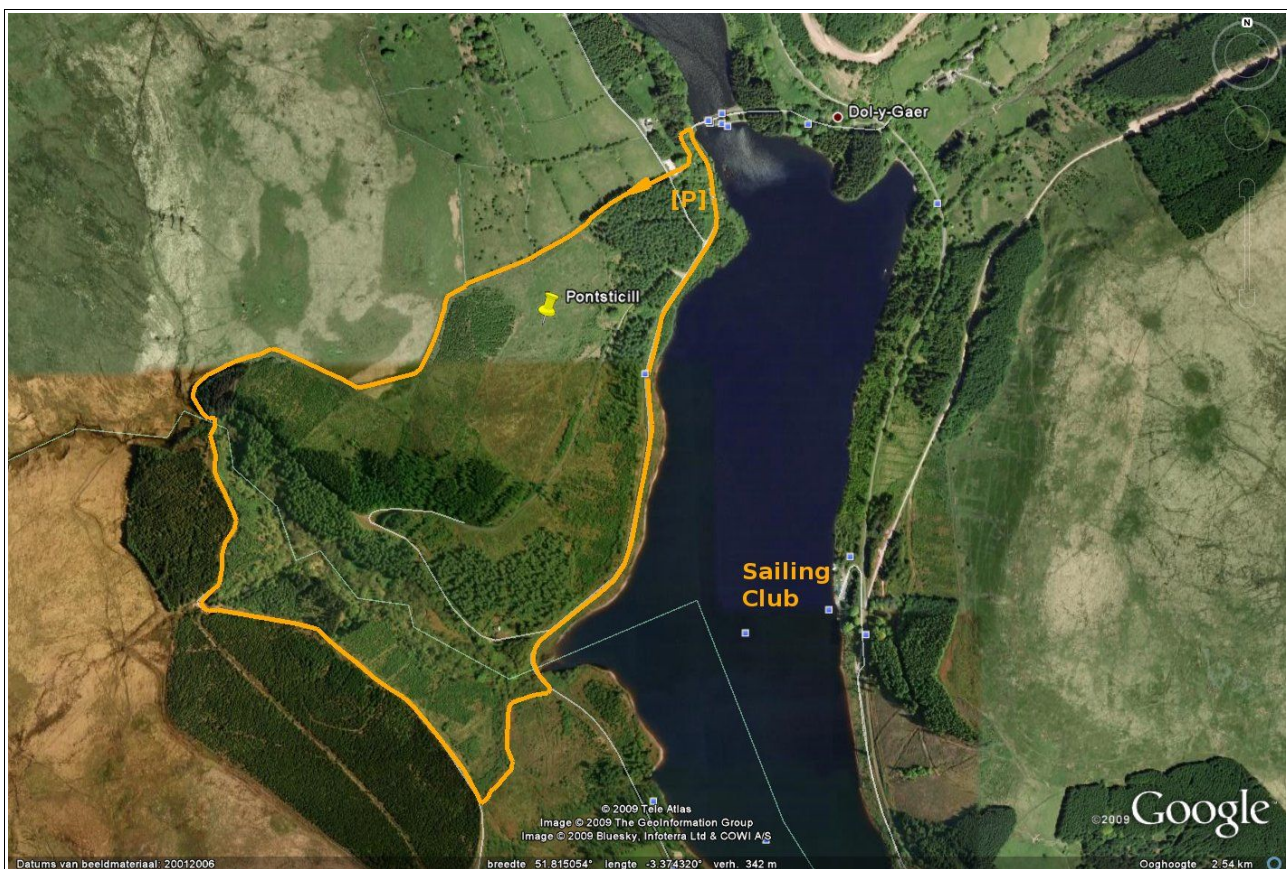 N
Dol-y-Gaer
[P]
Pontsticill
Sailing
Club
© 2009 Tele Atlas
Image © 2009 The GeoInformation Group
Image © 2009 Bluesky, Infoterra Ltd & COWI A/S
©2009 Google
Datums van beeldmateriaal: 20012006 breedte 51.815054° lengte -3.374320° verh. 342 m Ooghoogte 2.54 km